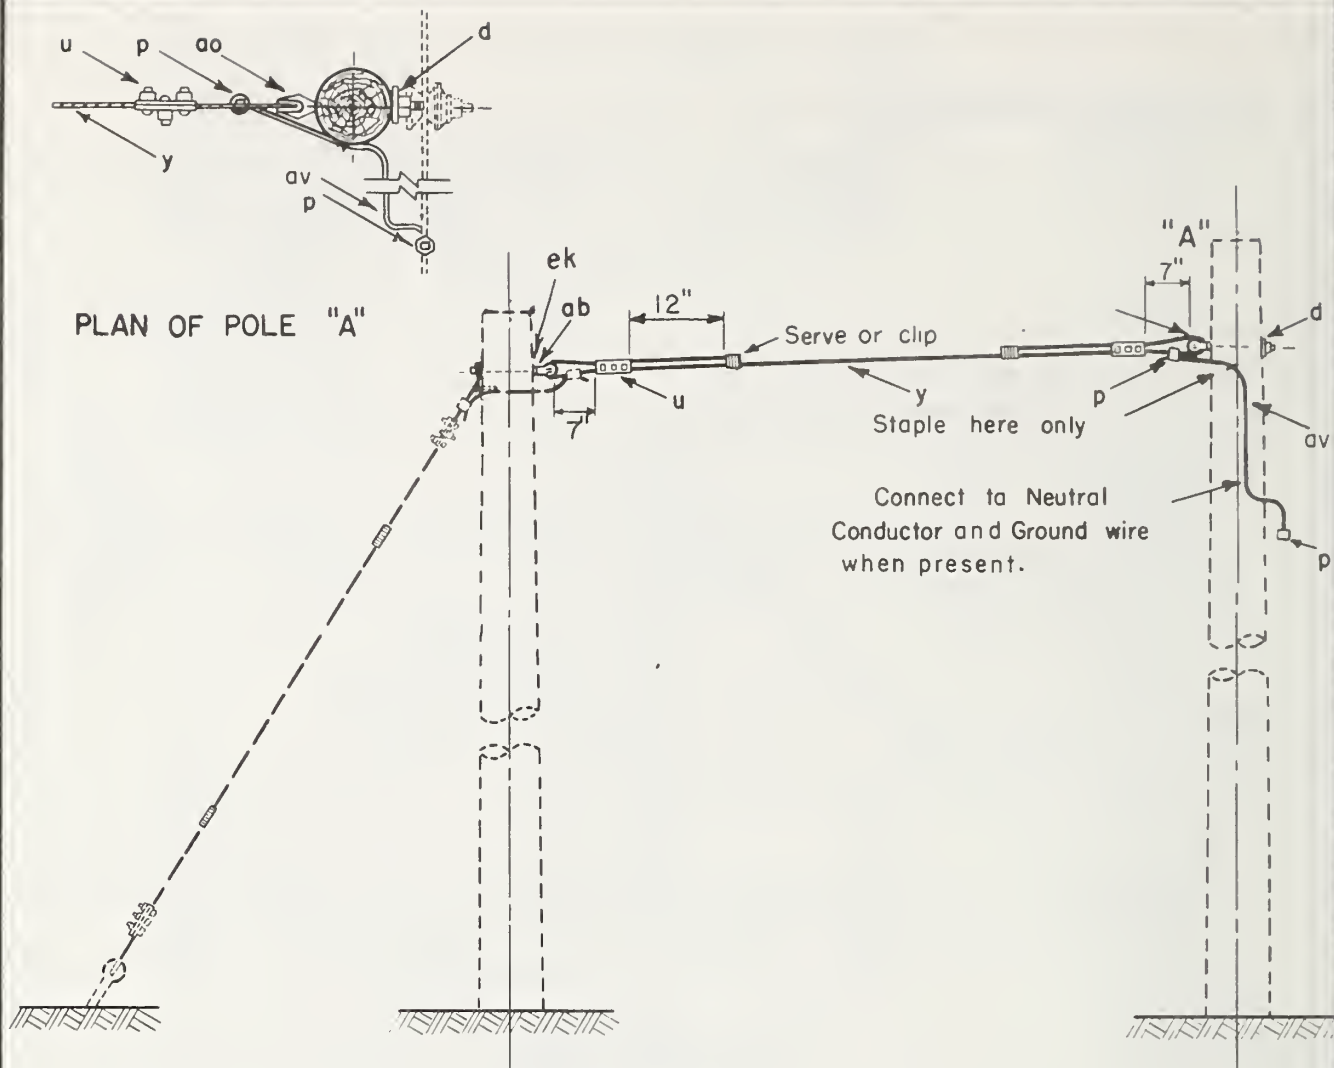 u p ao d
y
av
p
PLAN OF POLE "A"
ek
ab
12"
Serve or clip
"A"
7"
d
u
7"
y
p
Staple here only
av
Connect to Neutral
Conductor and Ground wire
when present.
p